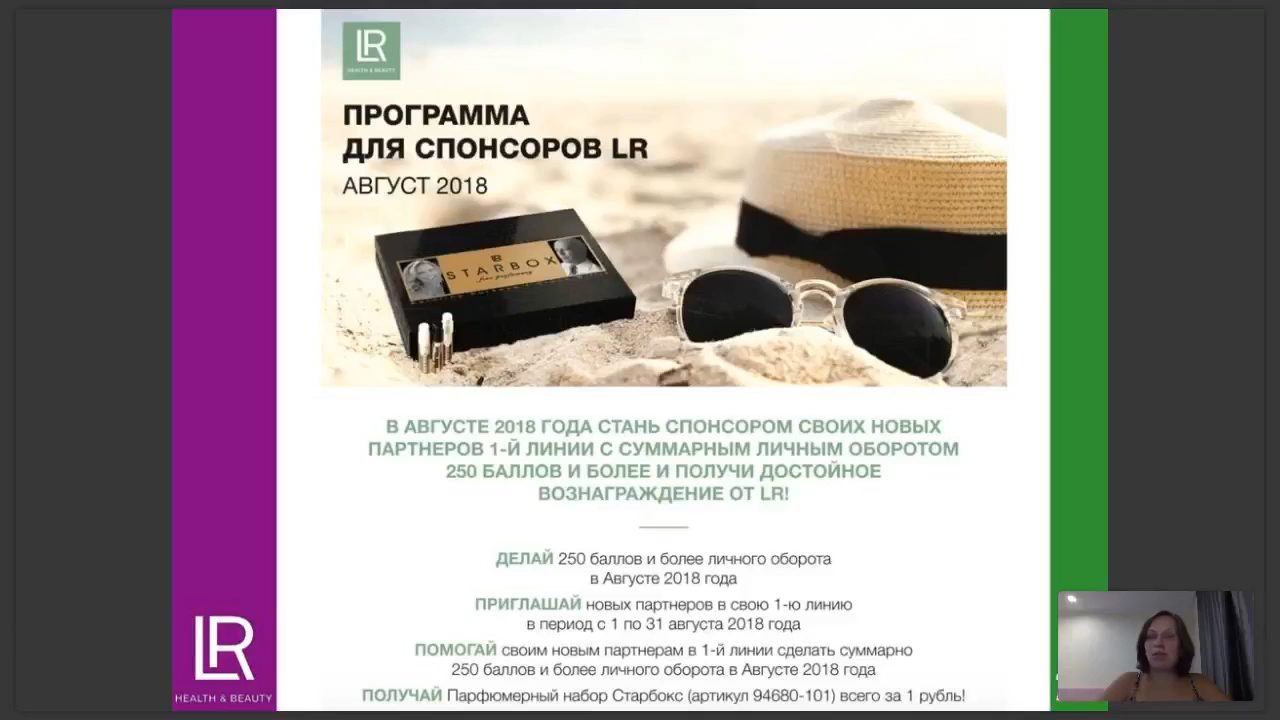 LR
HEALTH & BEAUTY
ПРОГРАММА
ДЛЯ СПОНСОРОВ LR
АВГУСТ 2018
STARBOX
В АВГУСТЕ 2018 ГОДА СТАНЬ СПОНСОРОМ СВОИХ НОВЫХ
ПАРТНЕРОВ 1-Й ЛИНИИ С СУММАРНЫМ ЛИЧНЫМ ОБОРОТОМ
250 БАЛЛОВ И БОЛЕЕ И ПОЛУЧИ ДОСТОЙНОЕ
ВОЗНАГРАЖДЕНИЕ ОТ LR!
ДЕЛАЙ 250 баллов и более личного оборота
в Августе 2018 года
ПРИГЛАШАЙ новых партнеров в свою 1-ю линию
в период с 1 по 31 августа 2018 года
ПОМОГАЙ своим новым партнерам в 1-й линии сделать суммарно
250 баллов и более личного оборота в Августе 2018 года
ПОЛУЧАЙ Парфюмерный набор Старбокс (артикул 94680-101) всего за 1 рубль!
LR
HEALTH & BEAUTY